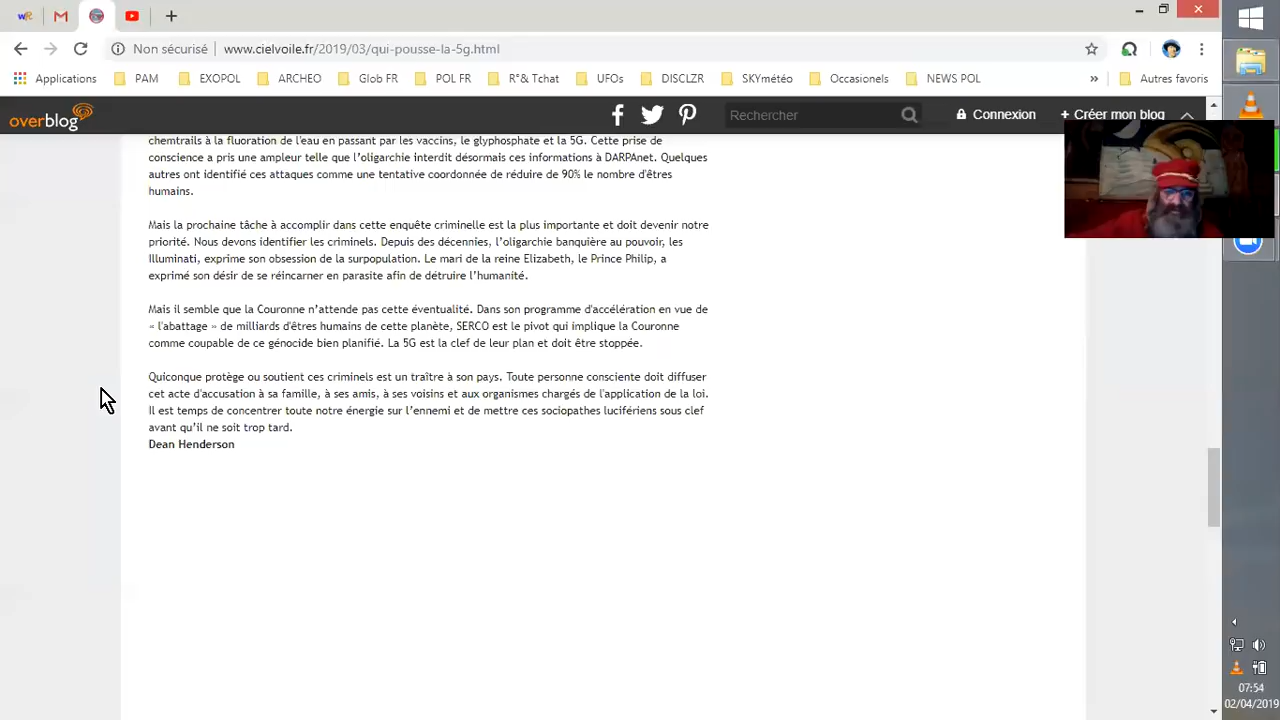 Non sécurisé
www.cielvoile.fr/2019/03/qui-pousse-la-5g.html
Applications PAM EXOPOL ARCHEO Glob FR POL FR R°& Tchat UFOs DISCLZR SKYmétéo Occasionels NEWS POL » Autres favoris
overblog Rechercher Connexion + Créer mon blog
chemtrails à la fluoration de l'eau en passant par les vaccins, le glyphosphate et la 5G. Cette prise de
conscience a pris une ampleur telle que l'oligarchie interdit désormais ces informations à DARPAnet. Quelques
autres ont identifié ces attaques comme une tentative coordonnée de réduire de 90% le nombre d'êtres
humains.
Mais la prochaine tâche à accomplir dans cette enquête criminelle est la plus importante et doit devenir notre
priorité. Nous devons identifier les criminels. Depuis des décennies, l'oligarchie banquière au pouvoir, les
Illuminati, exprime son obsession de la surpopulation. Le mari de la reine Elizabeth, le Prince Philip, a
exprimé son désir de se réincarner en parasite afin de détruire l'humanité.
Mais il semble que la Couronne n'attende pas cette éventualité. Dans son programme d'accélération en vue de
« l'abattage » de milliards d'êtres humains de cette planète, SERCO est le pivot qui implique la Couronne
comme coupable de ce génocide bien planifié. La 5G est la clef de leur plan et doit être stoppée.
Quiconque protège ou soutient ces criminels est un traître à son pays. Toute personne consciente doit diffuser
cet acte d'accusation à sa famille, à ses amis, à ses voisins et aux organismes chargés de l'application de la loi.
Il est temps de concentrer toute notre énergie sur l'ennemi et de mettre ces sociopathes lucifériens sous clef
avant qu'il ne soit trop tard.
Dean Henderson
07:54
02/04/2019